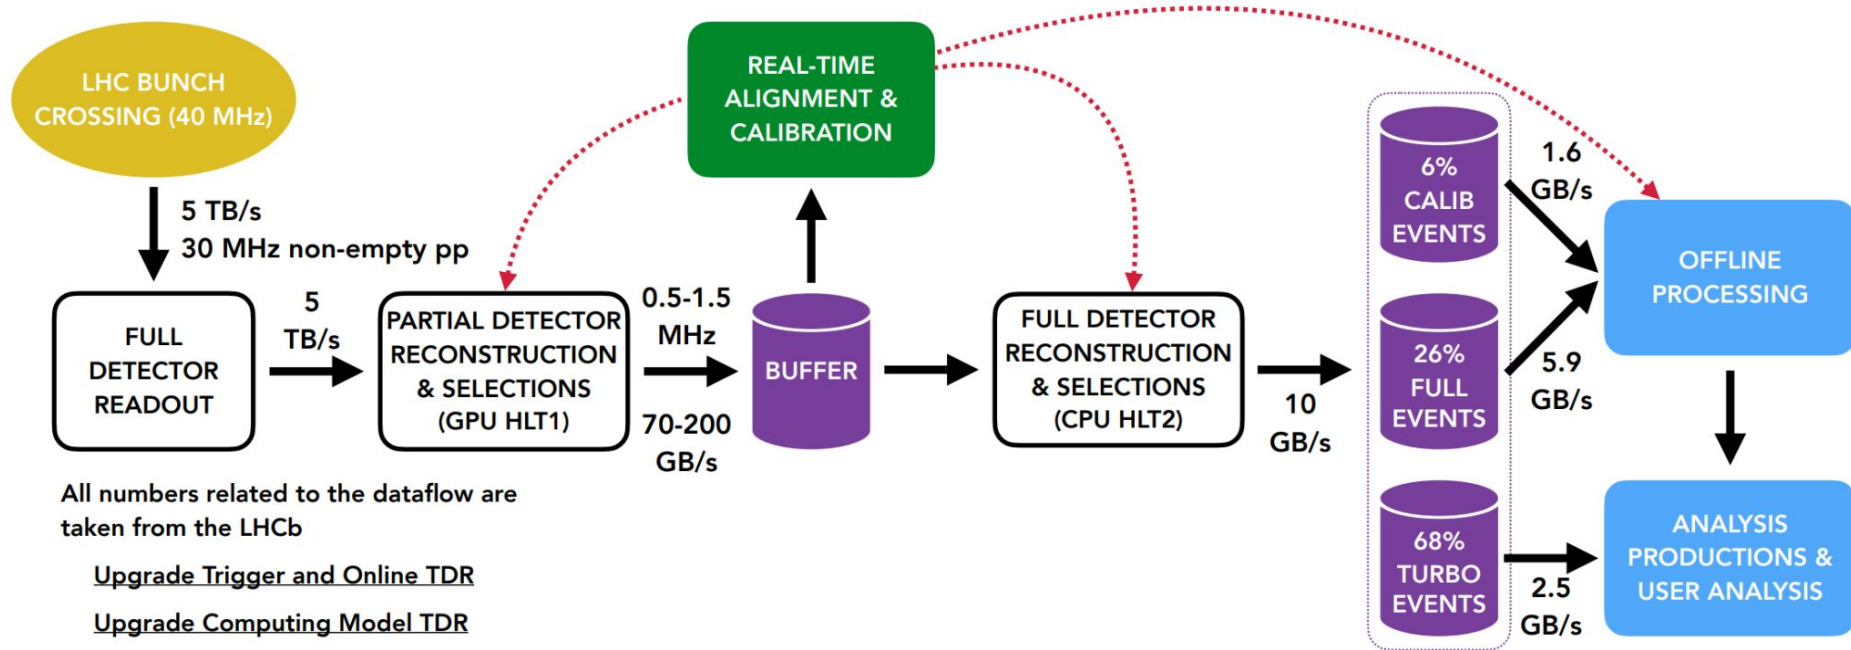 LHC BUNCH
CROSSING (40 MHz)
5 TB/s
30 MHz non-empty pp
FULL
DETECTOR
READOUT
5
TB/s
PARTIAL DETECTOR
RECONSTRUCTION
& SELECTIONS
(GPU HLT1)
0.5-1.5
MHz
70-200
GB/s
REAL-TIME
ALIGNMENT &
CALIBRATION
BUFFER
FULL DETECTOR
RECONSTRUCTION
& SELECTIONS
(CPU HLT2)
10
GB/s
6%
CALIB
EVENTS
1.6
GB/s
26%
FULL
EVENTS
5.9
GB/s
68%
TURBO
EVENTS
2.5
GB/s
OFFLINE
PROCESSING
ANALYSIS
PRODUCTIONS &
USER ANALYSIS
All numbers related to the dataflow are
taken from the LHCb
Upgrade Trigger and Online TDR
Upgrade Computing Model TDR